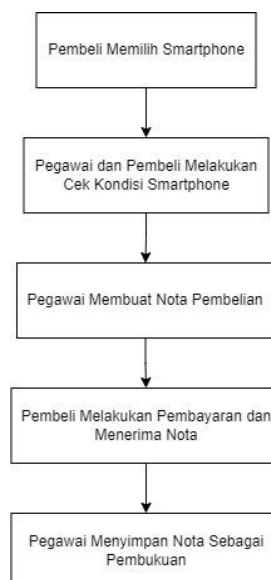 Pembeli Memilih Smartphone
Pegawai dan Pembeli Melakukan
Cek Kondisi Smartphone
Pegawai Membuat Nota Pembelian
Pembeli Melakukan Pembayaran dan
Menerima Nota
Pegawai Menyimpan Nota Sebagai
Pembukuan